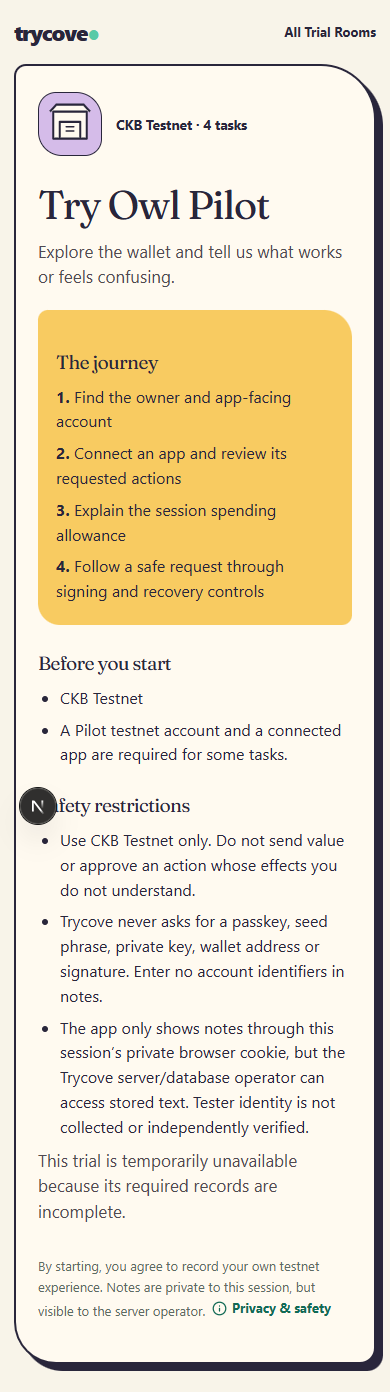 trycove
All Trial Rooms
CKB Testnet · 4 tasks
Try Owl Pilot
Explore the wallet and tell us what works
or feels confusing.
The journey
1. Find the owner and app-facing
account
2. Connect an app and review its
requested actions
3. Explain the session spending
allowance
4. Follow a safe request through
signing and recovery controls
Before you start
• CKB Testnet
• A Pilot testnet account and a connected
app are required for some tasks.
N
fety restrictions
• Use CKB Testnet only. Do not send value
or approve an action whose effects you
do not understand.
• Trycove never asks for a passkey, seed
phrase, private key, wallet address or
signature. Enter no account identifiers in
notes.
• The app only shows notes through this
session's private browser cookie, but the
Trycove server/database operator can
access stored text. Tester identity is not
collected or independently verified.
This trial is temporarily unavailable
because its required records are
incomplete.
By starting, you agree to record your own testnet
experience. Notes are private to this session, but
visible to the server operator. Privacy & safety